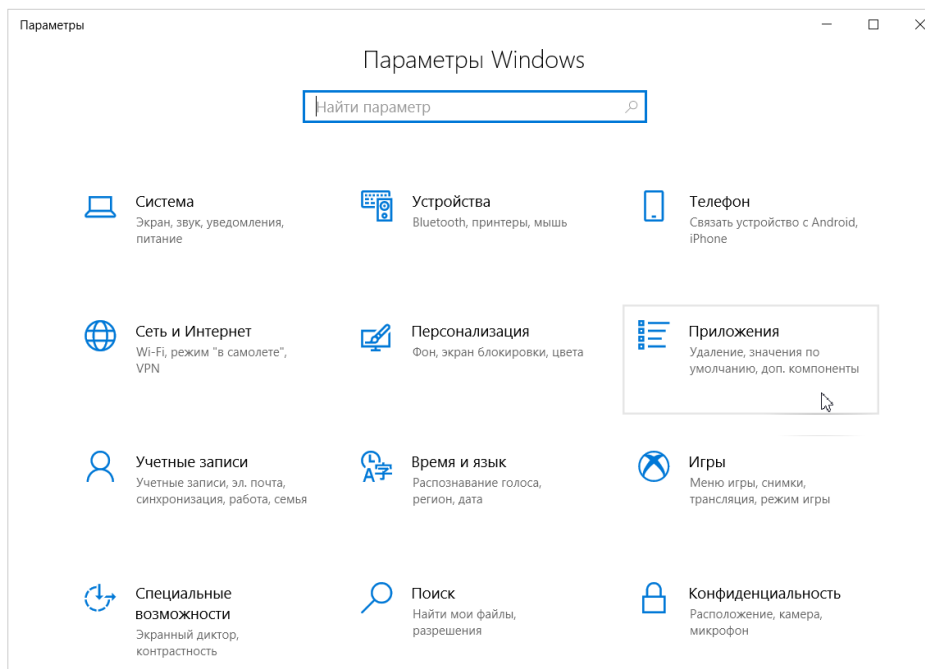 Параметры
Параметры Windows
Найти параметр
Система
Экран, звук, уведомления,
питание
Устройства
Bluetooth, принтеры, мышь
Телефон
Связать устройство с Android,
iPhone
Сеть и Интернет
Wi-Fi, режим "в самолете",
VPN
Персонализация
Фон, экран блокировки, цвета
Приложения
Удаление, значения по
умолчанию, доп. компоненты
Учетные записи
Учетные записи, эл. почта,
синхронизация, работа, семья
Время и язык
Распознавание голоса,
регион, дата
Игры
Меню игры, снимки,
трансляция, режим игры
Специальные
возможности
Экранный диктор,
контрастность
Поиск
Найти мои файлы,
разрешения
Конфиденциальность
Расположение, камера,
микрофон